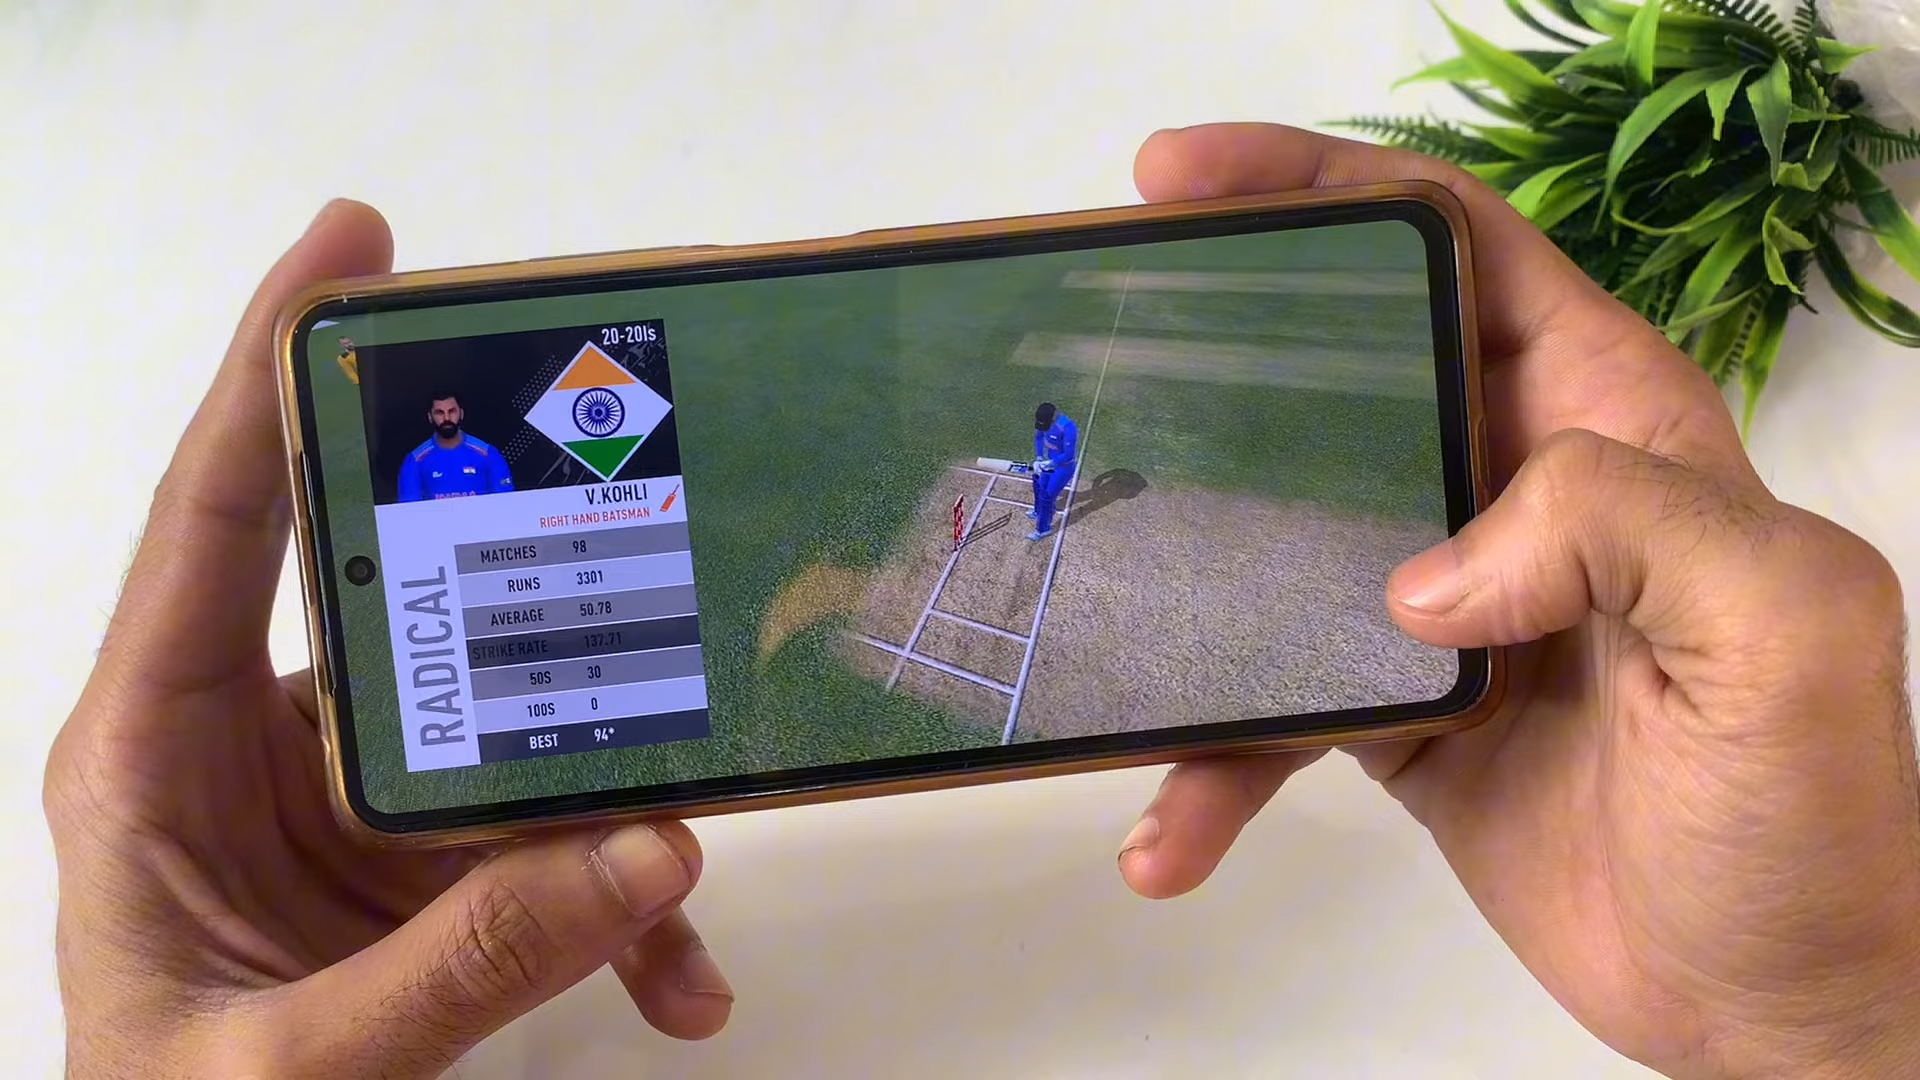 20-20Is
V.KOHLI
RIGHT HAND BATSMAN
RADICAL
MATCHES 98
RUNS 3301
AVERAGE 50.78
STRIKE RATE 137.71
50S 30
100S 0
BEST 94*